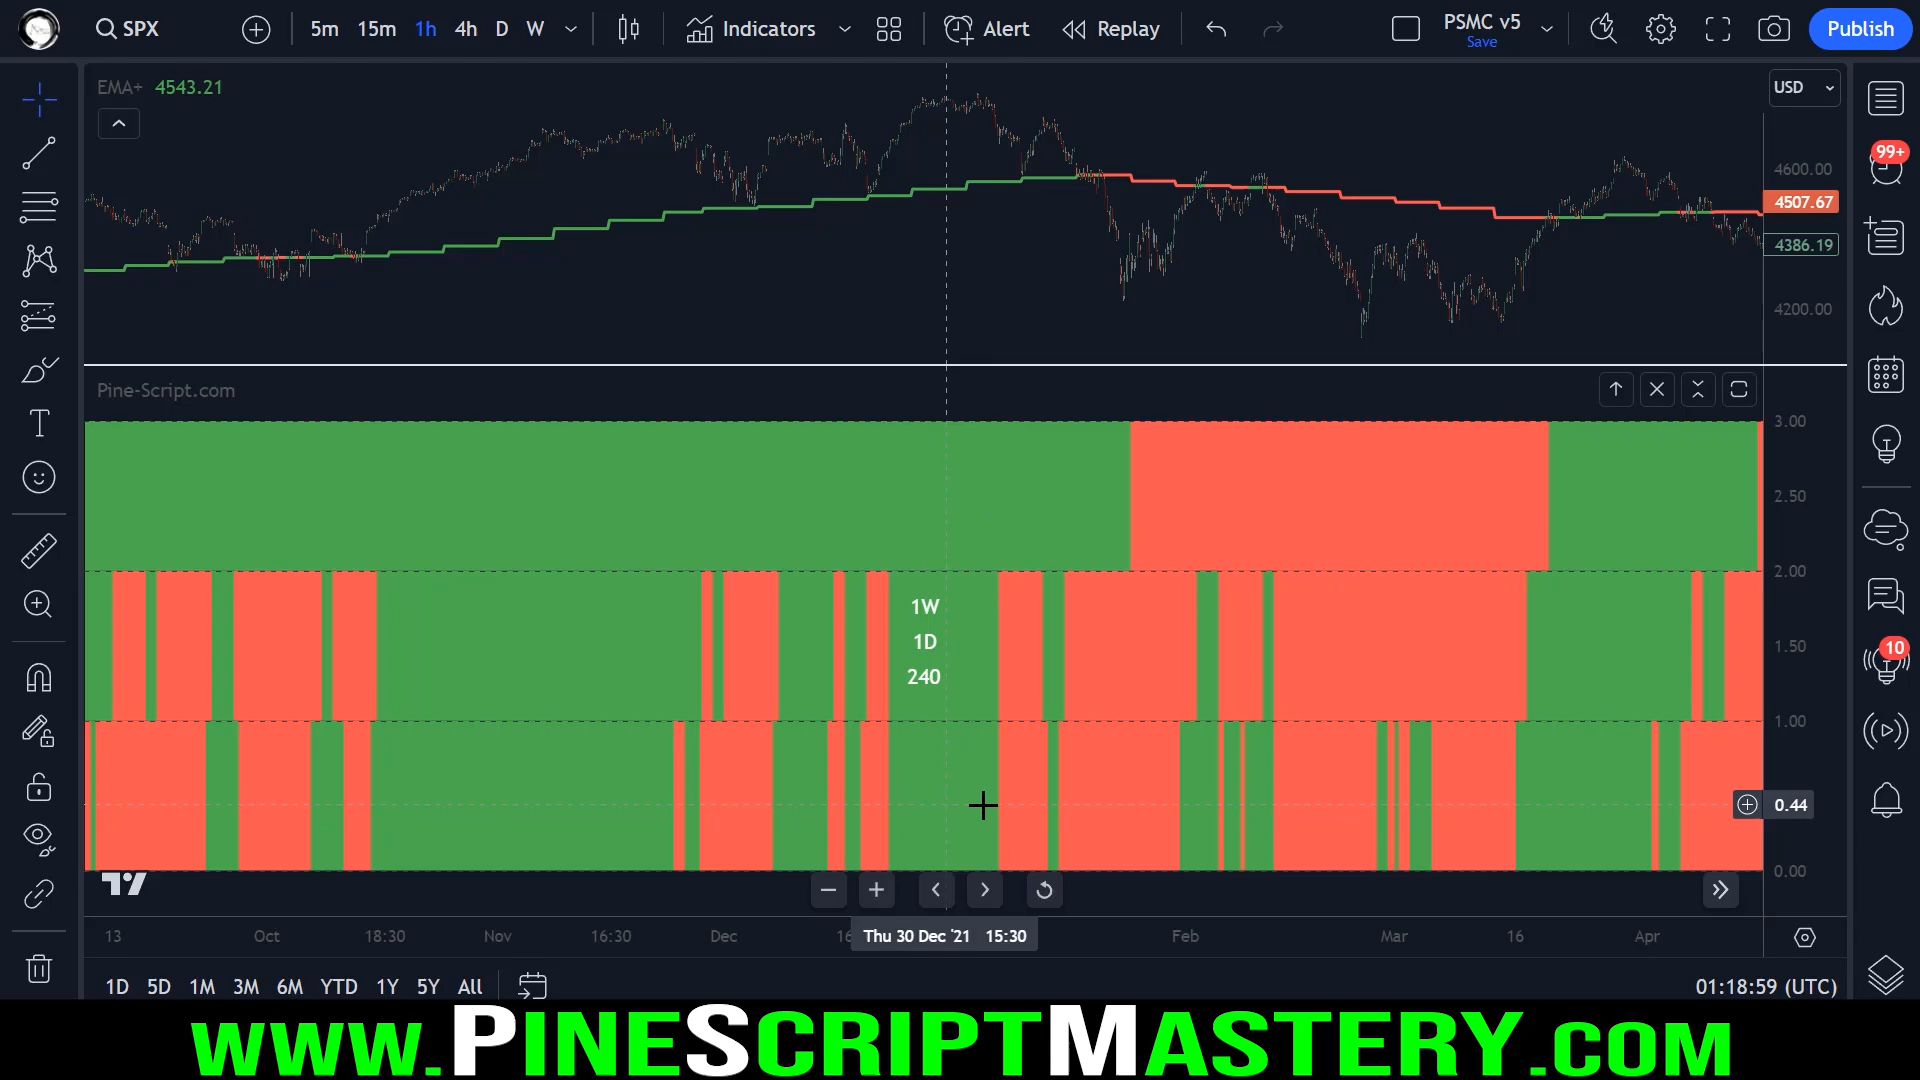 SPX
5m 15m 1h 4h D W
Indicators
Alert
Replay
PSMC v5
Save
Publish
EMA+ 4543.21
USD
99+
4600.00
4507.67
4386.19
4200.00
Pine-Script.com
3.00
2.50
2.00
1W
1D
240
1.50
10
1.00
0.44
0.00
13 Oct 18:30 Nov 16:30 Dec 16 Thu 30 Dec '21 15:30 Feb Mar 16 Apr
1D 5D 1M 3M 6M YTD 1Y 5Y All
01:18:59 (UTC)
www.PineScriptMastery.com